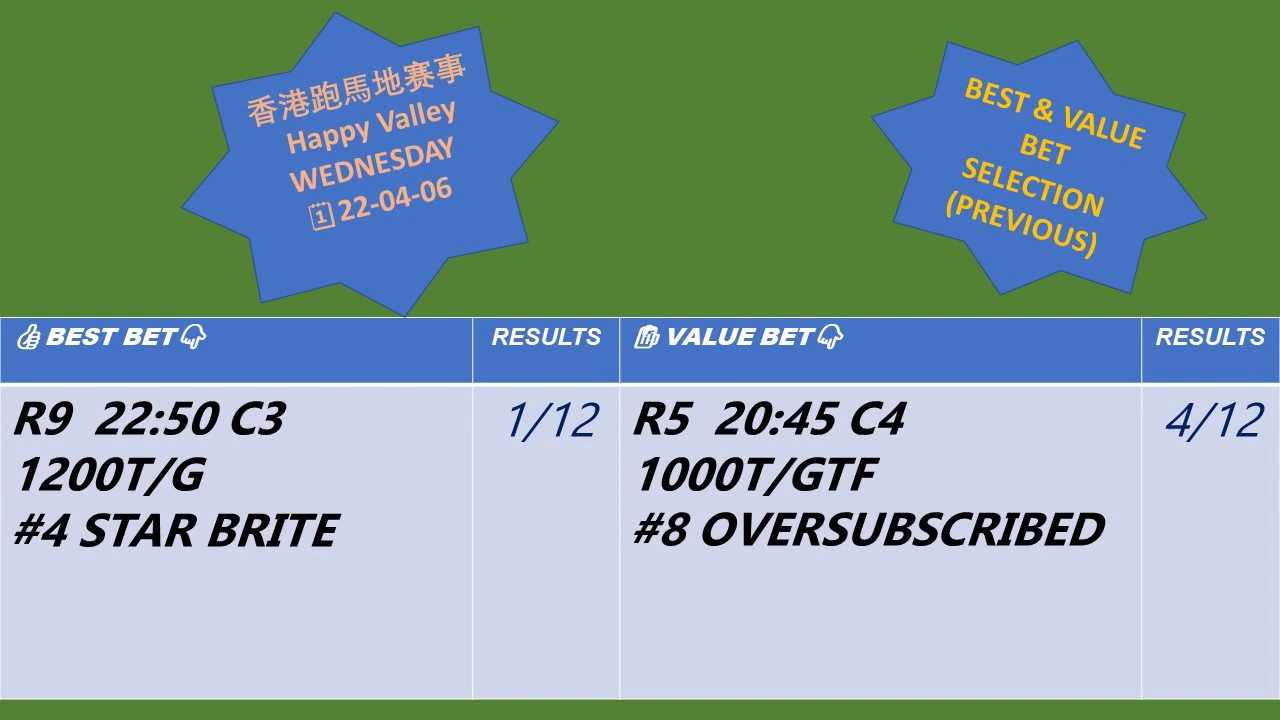 香港跑馬地赛事
Happy Valley
WEDNESDAY
🗓22-04-06
BEST & VALUE
BET
SELECTION
(PREVIOUS)
👍BEST BET👇
RESULTS
🍺VALUE BET👇
RESULTS
R9 22:50 C3
1200T/G
#4 STAR BRITE
1/12
R5 20:45 C4
1000T/GTF
#8 OVERSUBSCRIBED
4/12